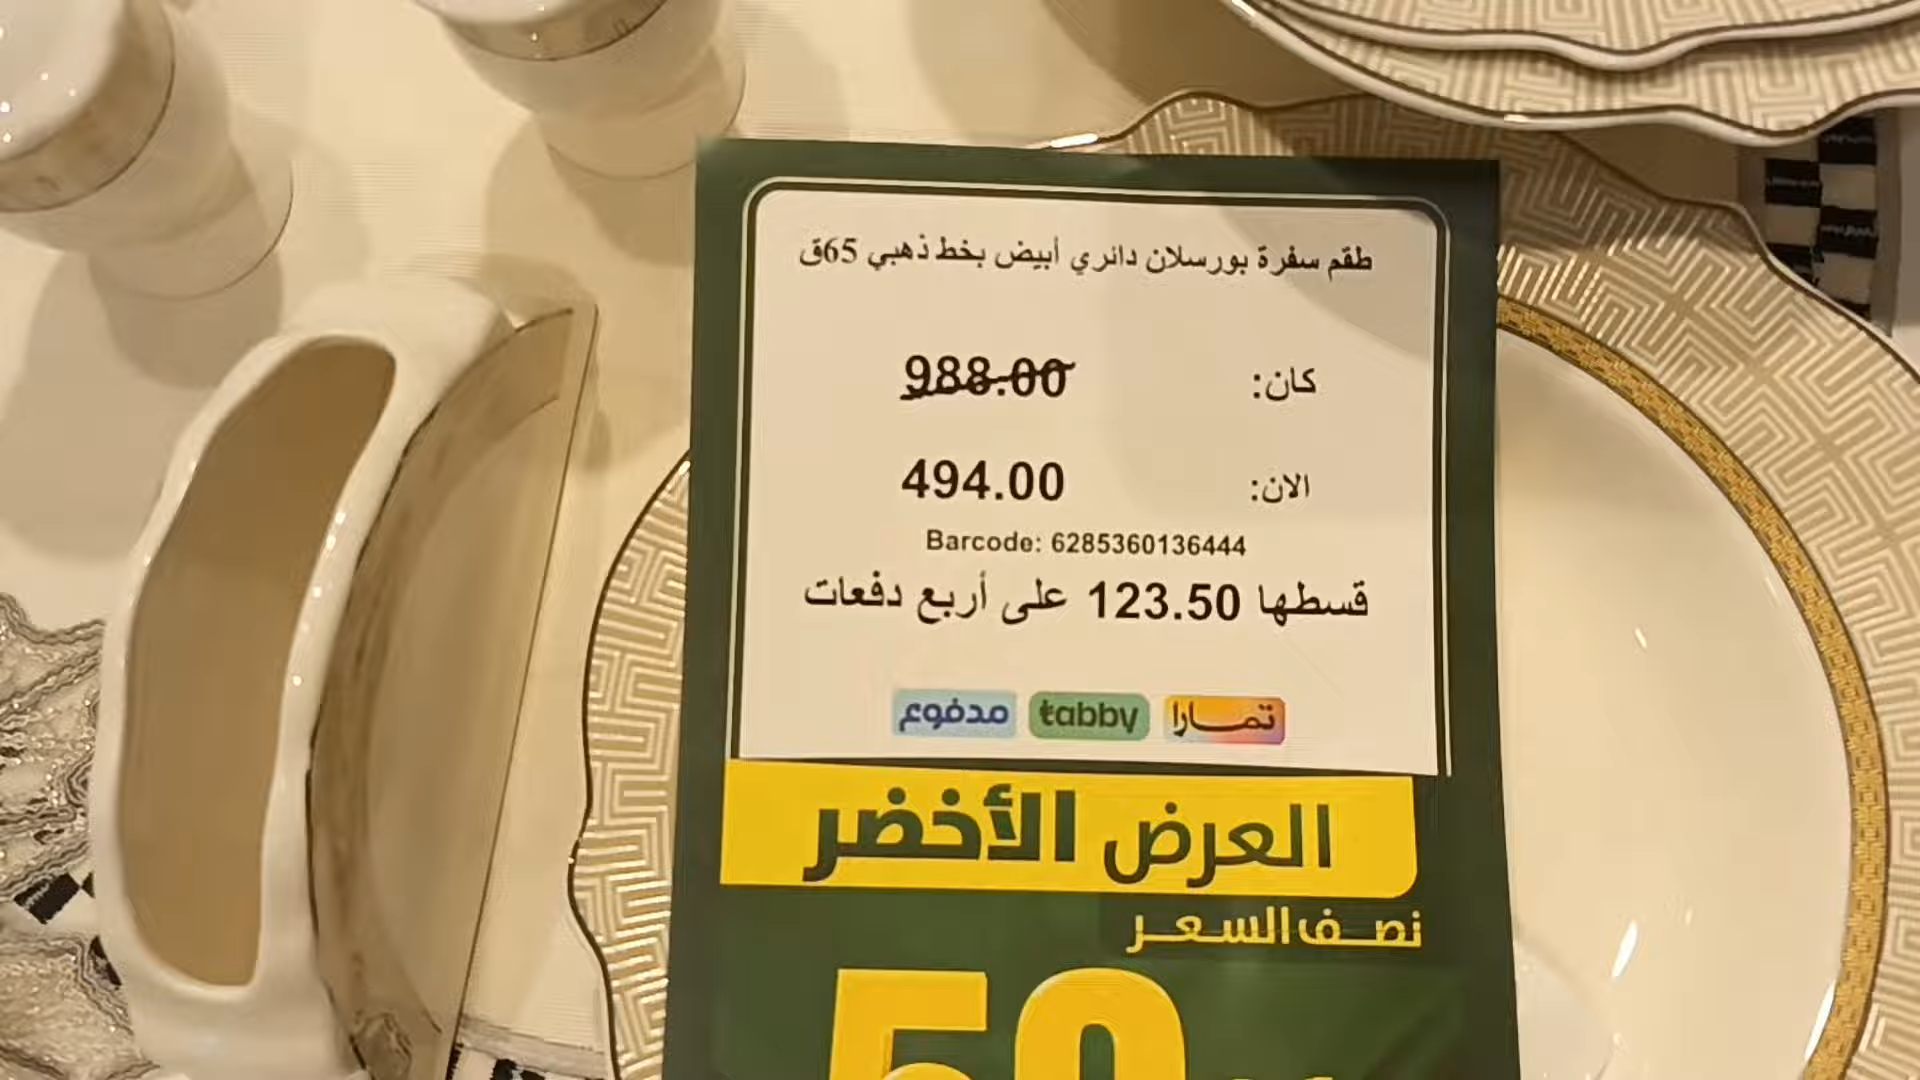 طقم سفرة بورسلان دائري أبيض بخط ذهبي 65ق
كان: 988.00
الان: 494.00
Barcode: 6285360136444
قسطها 123.50 على أربع دفعات
تمارا tabby مدفوع
العرض الأخضر
نصف السعر
50